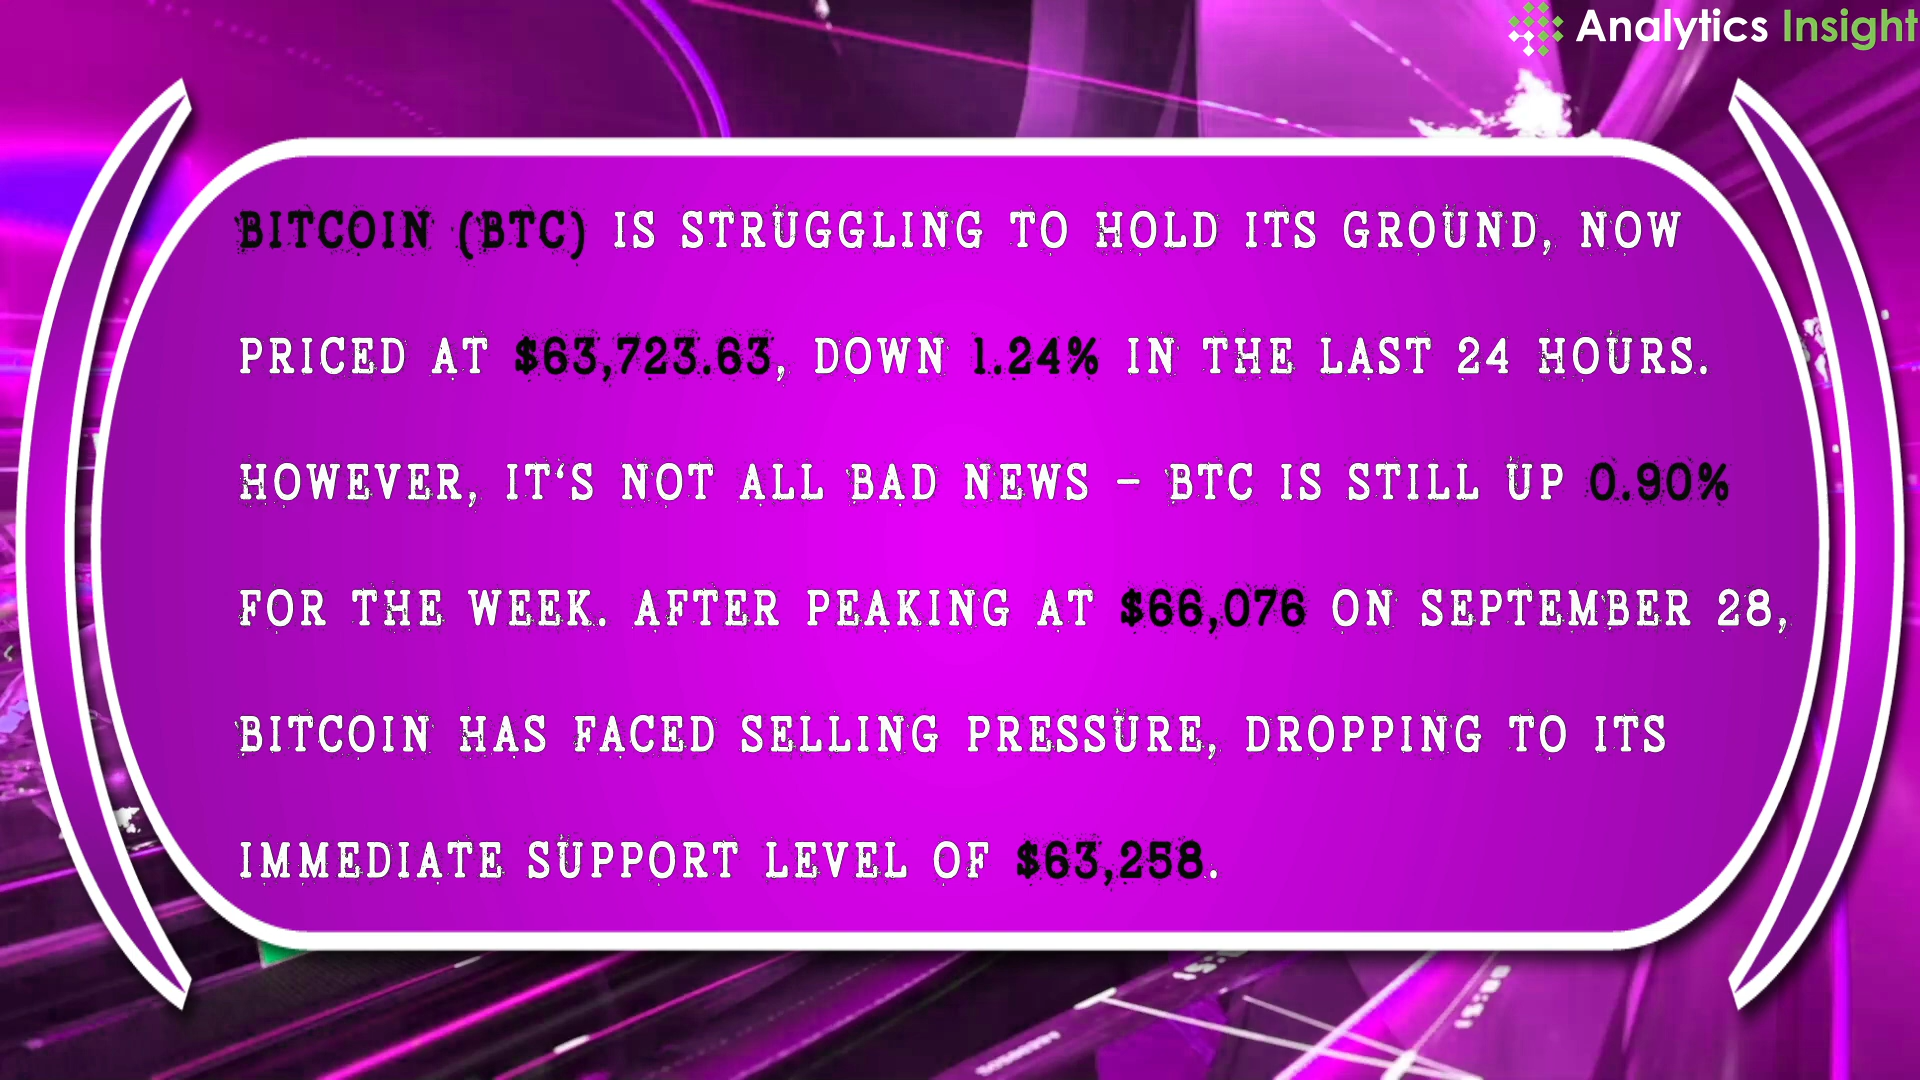 Analytics Insight
BITCOIN (BTC) IS STRUGGLING TO HOLD ITS GROUND, NOW
PRICED AT $63,723.63, DOWN 1.24% IN THE LAST 24 HOURS.
HOWEVER, IT‘S NOT ALL BAD NEWS – BTC IS STILL UP 0.90%
FOR THE WEEK. AFTER PEAKING AT $66,076 ON SEPTEMBER 28,
BITCOIN HAS FACED SELLING PRESSURE, DROPPING TO ITS
IMMEDIATE SUPPORT LEVEL OF $63,258.